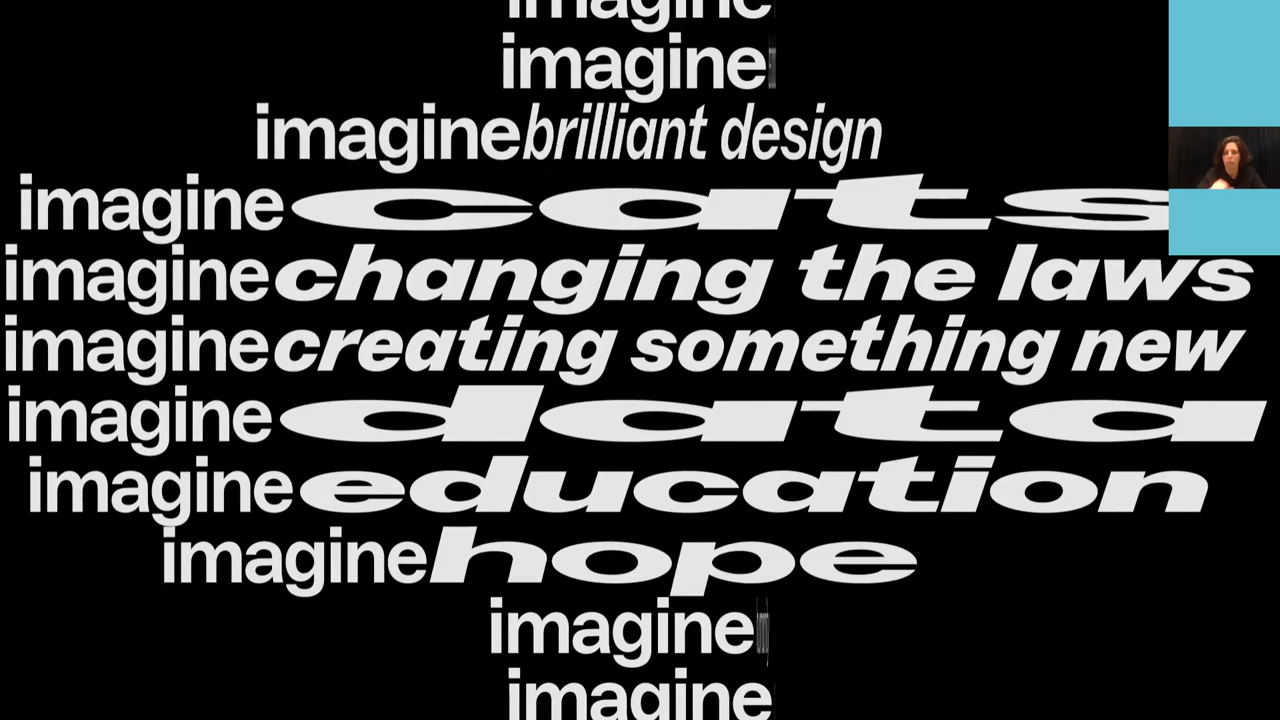 imagine
imagine
imagine brilliant design
imagine cats
imagine changing the laws
imagine creating something new
imagine data
imagine education
imagine hope
imagine
imagine